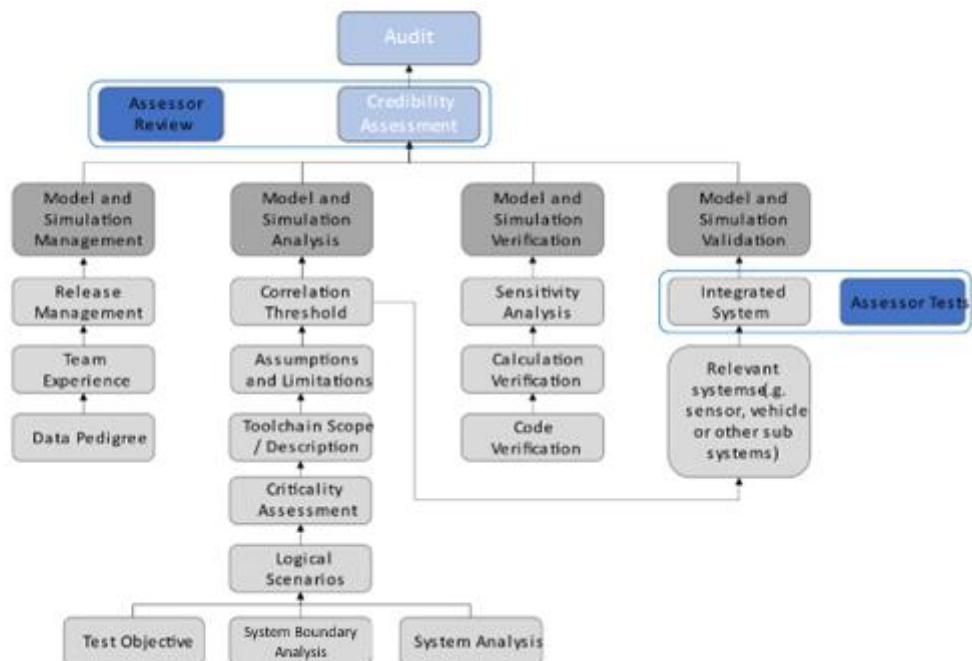 Audit
Assessor
Review
Credibility
Assessment
Model and
Simulation
Management
Model and
Simulation
Analysis
Model and
Simulation
Verification
Model and
Simulation
Validation
Release
Management
Correlation
Threshold
Sensitivity
Analysis
Integrated
System
Assessor Tests
Team
Experience
Assumptions
and Limitations
Calculation
Verification
Relevant
systemse(.g.
sensor, vehicle
or other sub
systems)
Data Pedigree
Toolchain Scope
/ Description
Code
Verification
Criticality
Assessment
Logical
Scenarios
Test Objective
System Boundary
Analysis
System Analysis